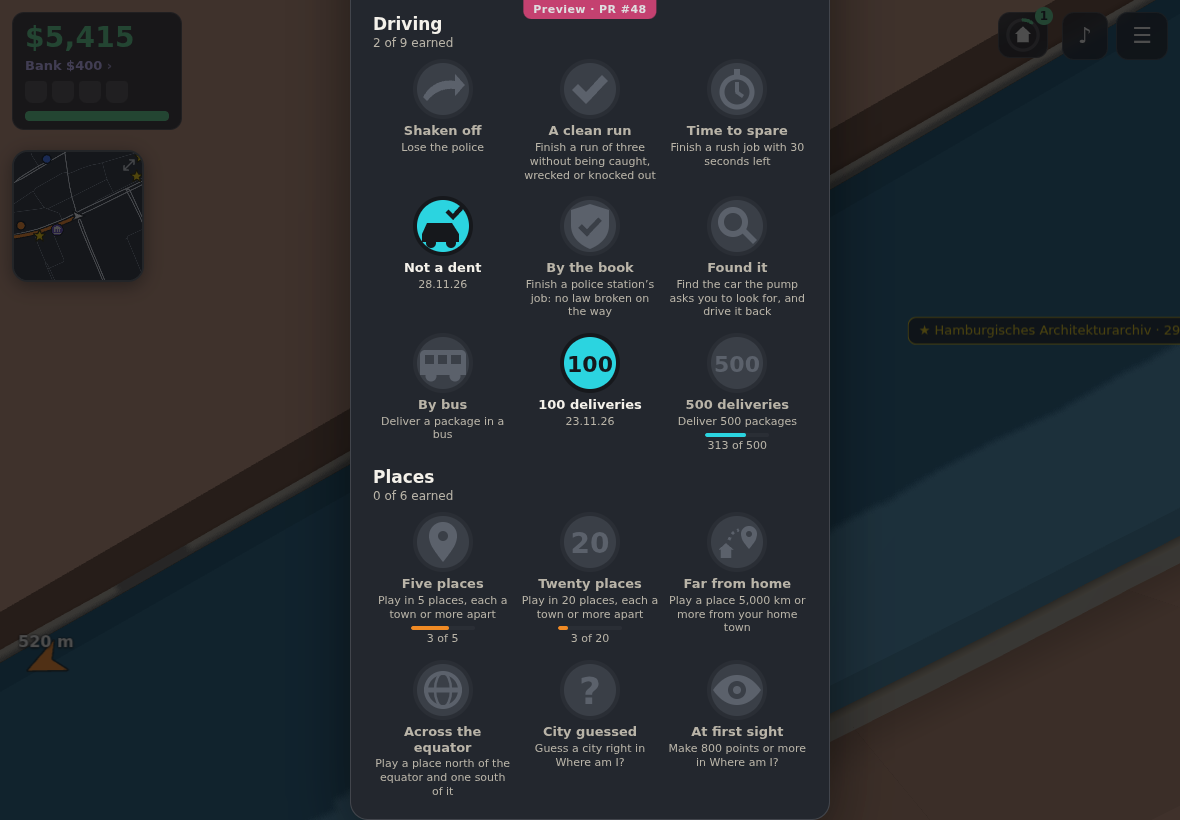 Preview · PR #48
$5,415
Bank $400 ›
1
Driving
2 of 9 earned
Shaken off
Lose the police
A clean run
Finish a run of three
without being caught,
wrecked or knocked out
Time to spare
Finish a rush job with 30
seconds left
Not a dent
28.11.26
By the book
Finish a police station’s
job: no law broken on
the way
Found it
Find the car the pump
asks you to look for, and
drive it back
★ Hamburgisches Architekturarchiv · 29
By bus
Deliver a package in a
bus
100
100 deliveries
23.11.26
500
500 deliveries
Deliver 500 packages
313 of 500
Places
0 of 6 earned
Five places
Play in 5 places, each a
town or more apart
3 of 5
20
Twenty places
Play in 20 places, each a
town or more apart
3 of 20
Far from home
Play a place 5,000 km or
more from your home
town
520 m
Across the
equator
Play a place north of the
equator and one south
of it
?
City guessed
Guess a city right in
Where am I?
At first sight
Make 800 points or more
in Where am I?